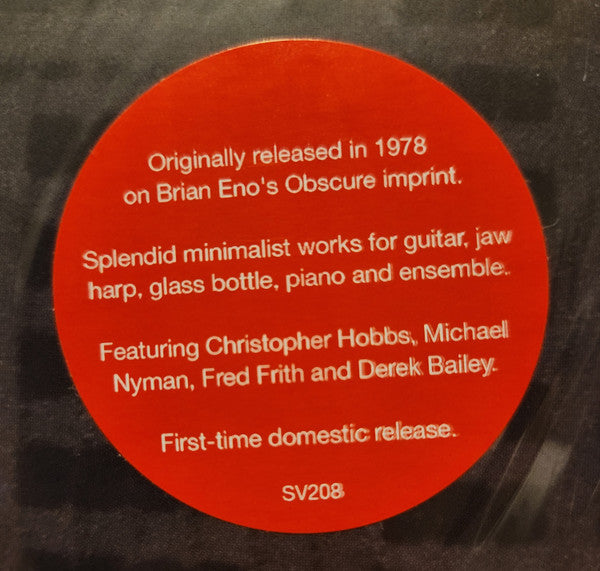 Originally released in 1978
on Brian Eno's Obscure imprint.
Splendid minimalist works for guitar, jaw
harp, glass bottle, piano and ensemble.
Featuring Christopher Hobbs, Michael
Nyman, Fred Frith and Derek Bailey.
First-time domestic release.
SV208